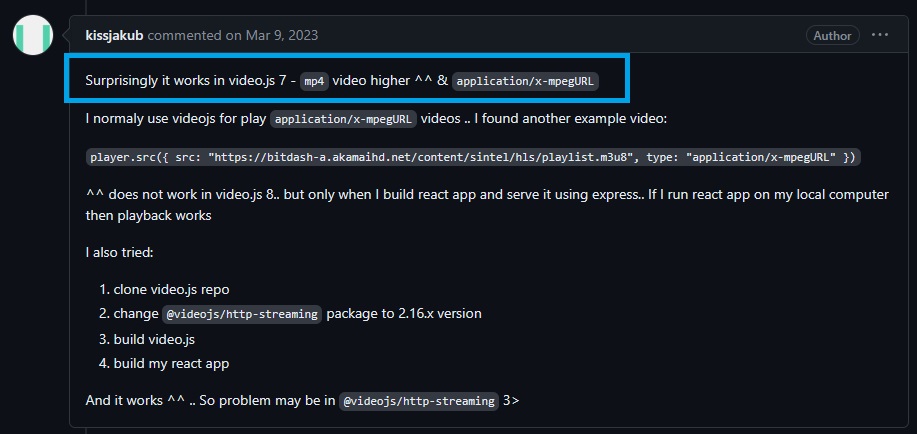 kissjakub commented on Mar 9, 2023 Author ...
Surprisingly it works in video.js 7 - mp4 video higher ^^ & application/x-mpegURL
I normaly use videojs for play application/x-mpegURL videos .. I found another example video:
player.src({ src: "https://bitdash-a.akamaihd.net/content/sintel/hls/playlist.m3u8", type: "application/x-mpegURL" })
^^ does not work in video.js 8.. but only when I build react app and serve it using express.. If I run react app on my local computer
then playback works
I also tried:
1. clone video.js repo
2. change @videojs/http-streaming package to 2.16.x version
3. build video.js
4. build my react app
And it works ^^ .. So problem may be in @videojs/http-streaming 3>